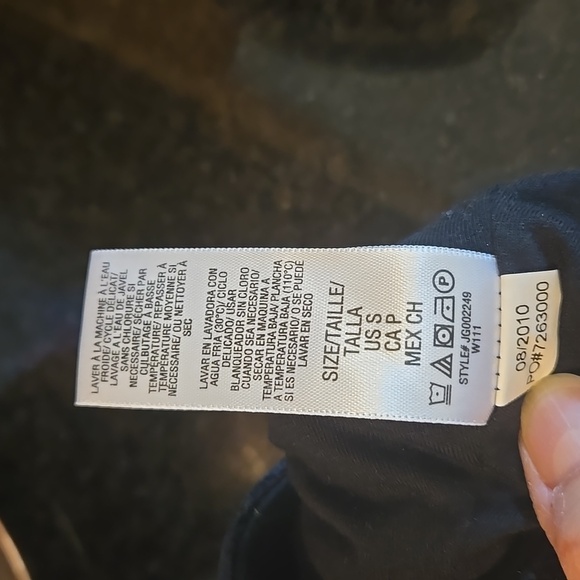 LAVER À LA MACHINE À L'EAU
FROIDE/ CYCLE DÉLICAT/
LAVAGE, EAU DE JAVEL
SANS CHLORURE SI
NECESSAIRE/ SÉCHER PAR
CULBUTAGE À BASSE
TEMPÉRATURE/ REPASSER À
TEMPÉRATURE MOYENNE SI
NÉCESSAIRE/ OU NETTOYER À
SEC
LAVAR EN LAVADORA CON
AGUA FRIA (30°C)/ CICLO
DELICADO/ USAR
BLANQUEADOR SIN CLORO
CUANDO SEA NECESARIO/
SECAR EN MAQUINA A
TEMPERATURA BAJA/ PLANCHA
A TEMPERATURA BAJA (110°C)
SI ES NECESARIO/ O SE PUEDE
LAVAR EN SECO
SIZE/TAILLE/
TALLA
US S
CA P
MEX CH
P
STYLE# JG002249
W111
08/2010
PO#7263000